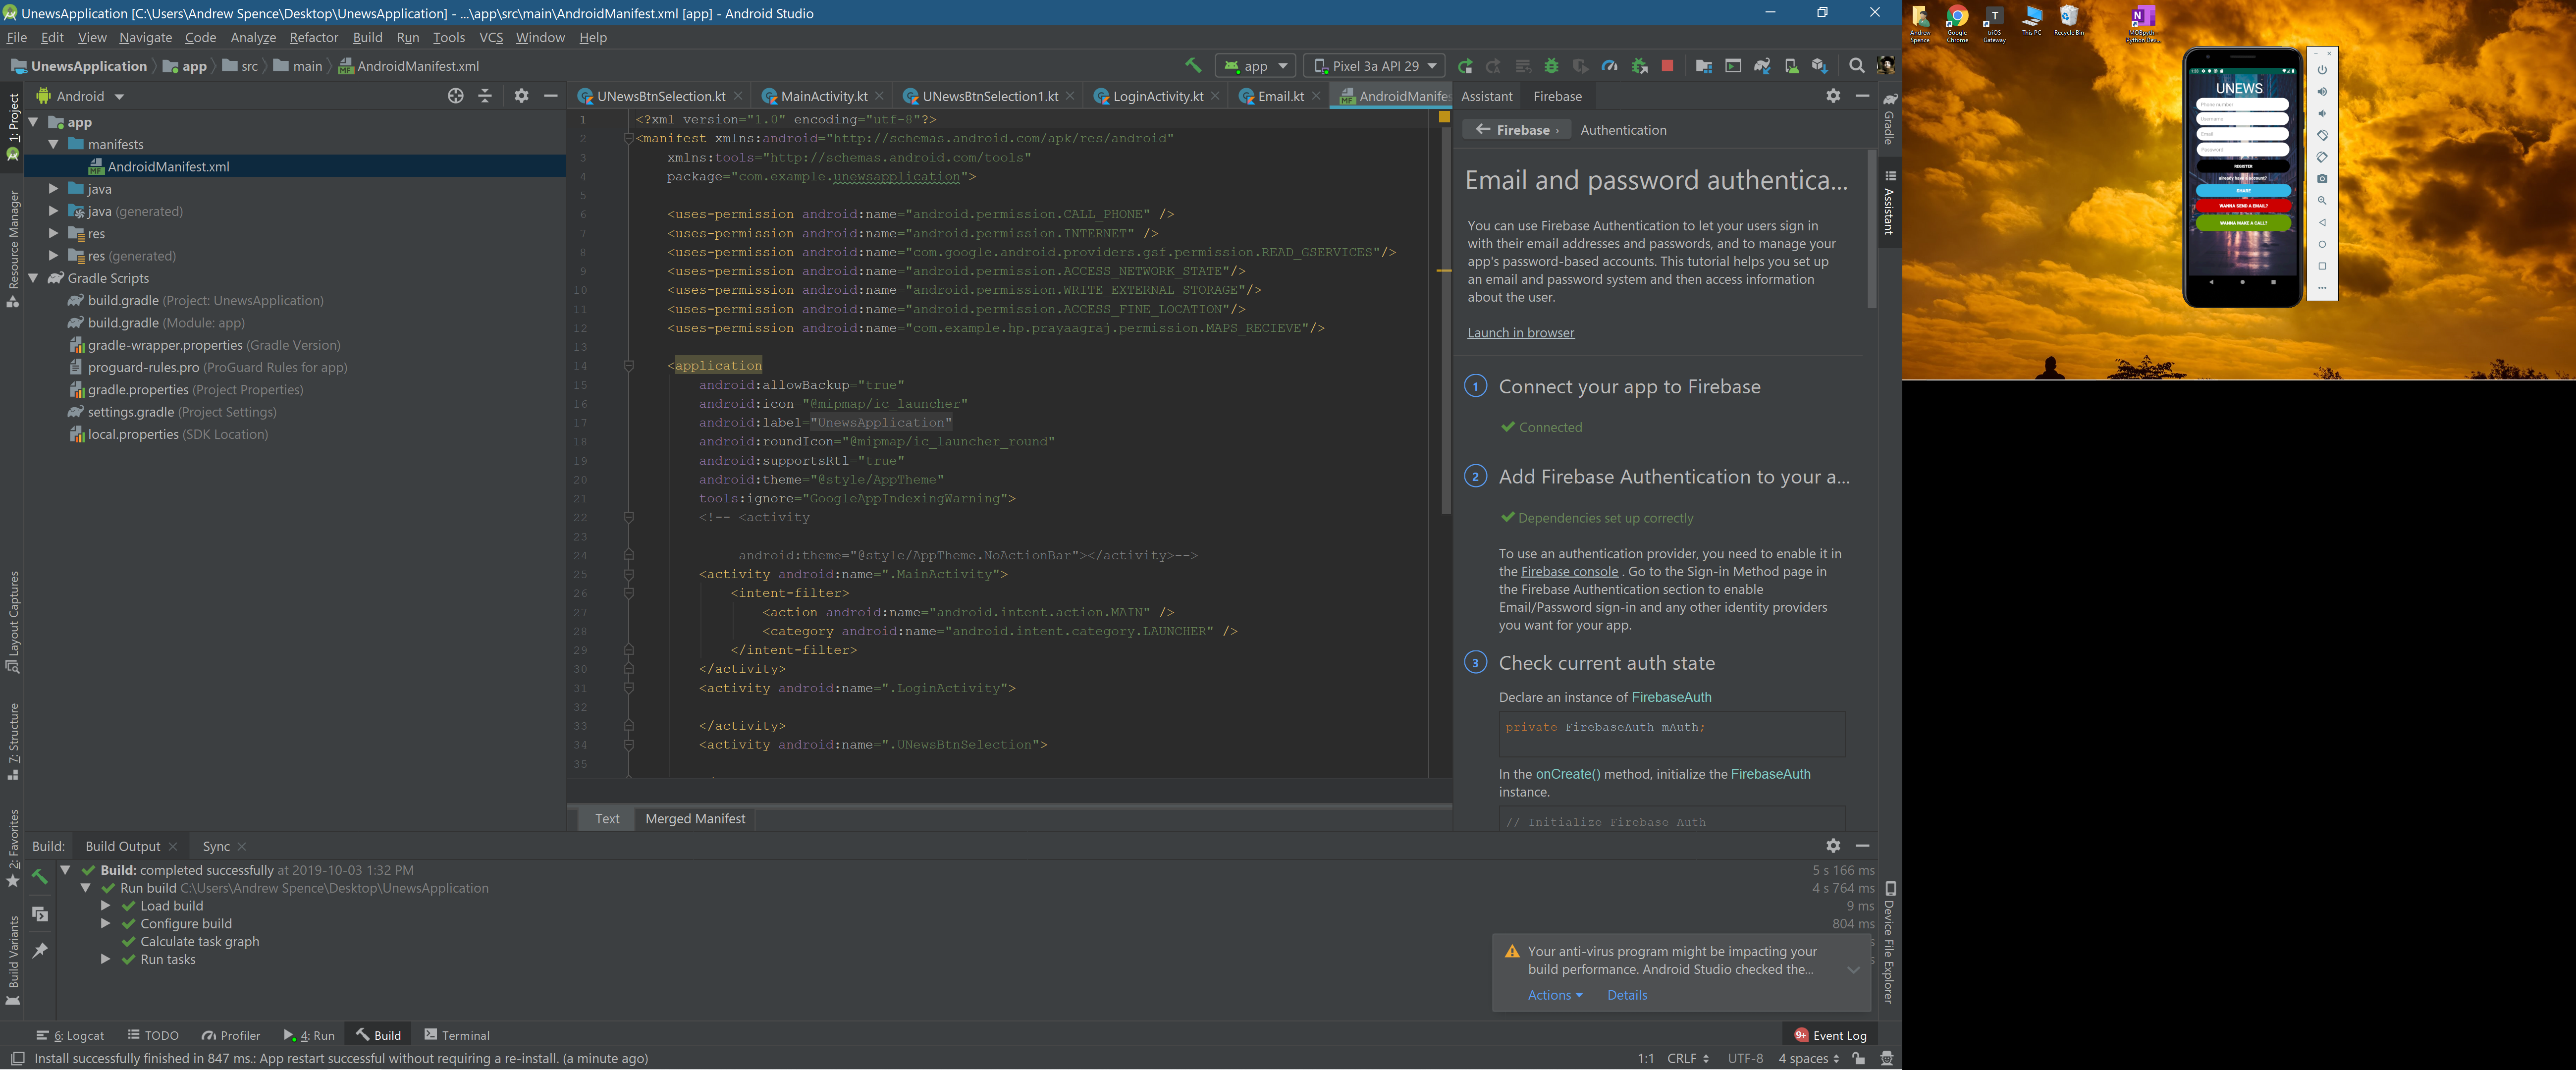 UnewsApplication [C:\Users\Andrew Spence\Desktop\UnewsApplication] - ...\app\src\main\AndroidManifest.xml [app] - Android Studio
File Edit View Navigate Code Analyze Refactor Build Run Tools VCS Window Help
UnewsApplication app src main AndroidManifest.xml app Pixel 3a API 29
Android
UNewsBtnSelection.kt MainActivity.kt UNewsBtnSelection1.kt LoginActivity.kt Email.kt AndroidManife
Assistant Firebase
1: Project
Resource Manager
Layout Captures
7: Structure
2: Favorites
Build Variants
app
manifests
AndroidManifest.xml
java
java (generated)
res
res (generated)
Gradle Scripts
build.gradle (Project: UnewsApplication)
build.gradle (Module: app)
gradle-wrapper.properties (Gradle Version)
proguard-rules.pro (ProGuard Rules for app)
gradle.properties (Project Properties)
settings.gradle (Project Settings)
local.properties (SDK Location)
1 <?xml version="1.0" encoding="utf-8"?>
2 <manifest xmlns:android="http://schemas.android.com/apk/res/android"
3 xmlns:tools="http://schemas.android.com/tools"
4 package="com.example.unewsapplication">
5
6 <uses-permission android:name="android.permission.CALL_PHONE" />
7 <uses-permission android:name="android.permission.INTERNET" />
8 <uses-permission android:name="com.google.android.providers.gsf.permission.READ_GSERVICES"/>
9 <uses-permission android:name="android.permission.ACCESS_NETWORK_STATE"/>
10 <uses-permission android:name="android.permission.WRITE_EXTERNAL_STORAGE"/>
11 <uses-permission android:name="android.permission.ACCESS_FINE_LOCATION"/>
12 <uses-permission android:name="com.example.hp.prayaagraj.permission.MAPS_RECIEVE"/>
13
14 <application
15 android:allowBackup="true"
16 android:icon="@mipmap/ic_launcher"
17 android:label="UnewsApplication"
18 android:roundIcon="@mipmap/ic_launcher_round"
19 android:supportsRtl="true"
20 android:theme="@style/AppTheme"
21 tools:ignore="GoogleAppIndexingWarning">
22 <!-- <activity
23
24 android:theme="@style/AppTheme.NoActionBar"></activity>-->
25 <activity android:name=".MainActivity">
26 <intent-filter>
27 <action android:name="android.intent.action.MAIN" />
28 <category android:name="android.intent.category.LAUNCHER" />
29 </intent-filter>
30 </activity>
31 <activity android:name=".LoginActivity">
32
33 </activity>
34 <activity android:name=".UNewsBtnSelection">
35
Text Merged Manifest
Firebase › Authentication
Email and password authentica...
You can use Firebase Authentication to let your users sign in
with their email addresses and passwords, and to manage your
app's password-based accounts. This tutorial helps you set up
an email and password system and then access information
about the user.
Launch in browser
1 Connect your app to Firebase
Connected
2 Add Firebase Authentication to your a...
Dependencies set up correctly
To use an authentication provider, you need to enable it in
the Firebase console . Go to the Sign-in Method page in
the Firebase Authentication section to enable
Email/Password sign-in and any other identity providers
you want for your app.
3 Check current auth state
Declare an instance of FirebaseAuth
private FirebaseAuth mAuth;
In the onCreate() method, initialize the FirebaseAuth
instance.
// Initialize Firebase Auth
Gradle
Assistant
Device File Explorer
Build: Build Output Sync
Build: completed successfully at 2019-10-03 1:32 PM 5 s 166 ms
Run build C:\Users\Andrew Spence\Desktop\UnewsApplication 4 s 764 ms
Load build 9 ms
Configure build 804 ms
Calculate task graph
Run tasks
Your anti-virus program might be impacting your
build performance. Android Studio checked the...
Actions Details
6: Logcat TODO Profiler 4: Run Build Terminal 9+ Event Log
Install successfully finished in 847 ms.: App restart successful without requiring a re-install. (a minute ago) 1:1 CRLF UTF-8 4 spaces
Andrew Spence
Google Chrome
triOS Gateway
This PC
Recycle Bin
UNEWS
Phone number
Username
Email
Password
REGISTER
already have a account?
SHARE
WANNA SEND A EMAIL?
WANNA MAKE A CALL?